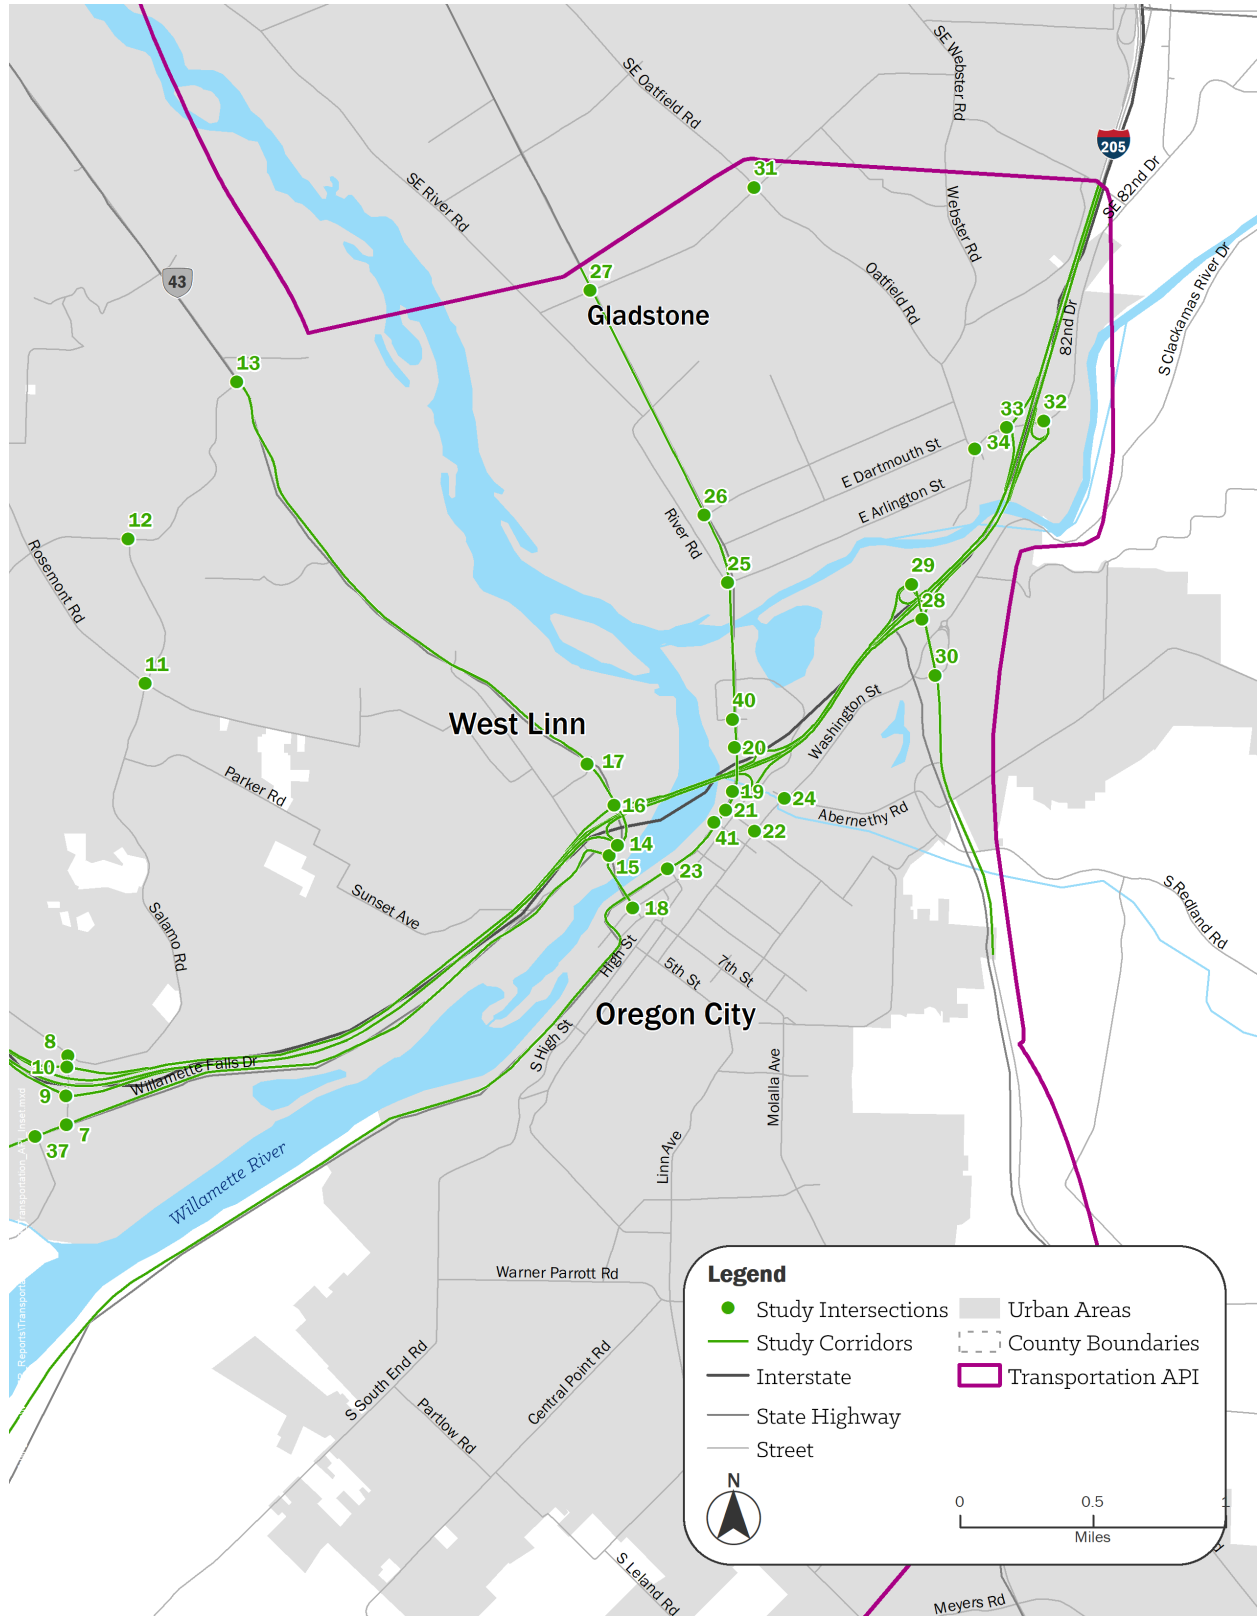 SE Webster Rd
SE Oatfield Rd
205
SE 82nd Dr
31
SE River Rd
Webster Rd
S Clackamas River Dr
43
27
Oatfield Rd
Gladstone
82nd Dr
13
33
32
34
E Dartmouth St
E Arlington St
26
12
River Rd
Rosemont Rd
25
29
28
11
30
40
West Linn
Washington St
20
17
Parker Rd
19
24
16
21
Abernethy Rd
41
22
14
15
23
S Redland Rd
Sunset Ave
18
Salamo Rd
High St
5th St
7th St
Oregon City
8
S High St
10
Willamette Falls Dr
Molalla Ave
9
7
37
Linn Ave
Willamette River
Warner Parrott Rd
S South End Rd
Central Point Rd
Partlow Rd
S Leland Rd
Meyers Rd
Legend
Study Intersections
Urban Areas
Study Corridors
County Boundaries
Interstate
Transportation API
State Highway
Street
N
0 0.5 1
Miles